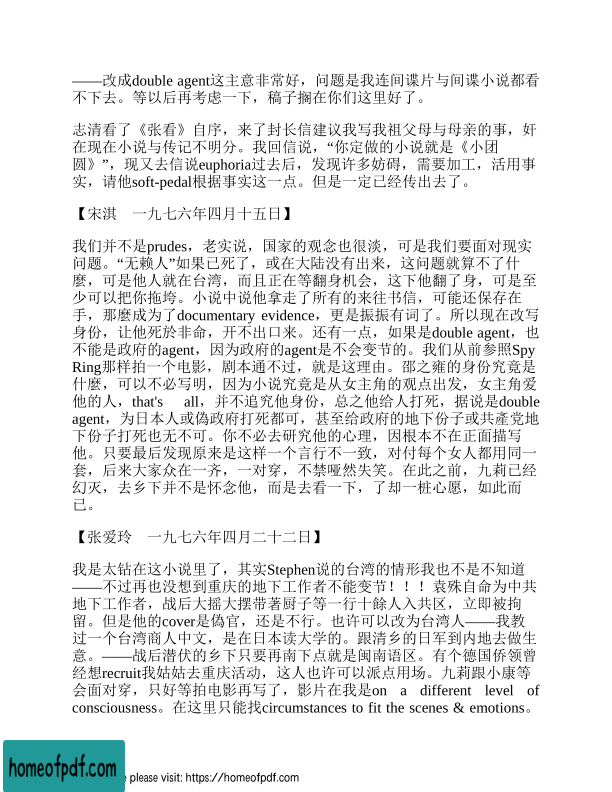 ——改成double agent这主意非常好，问题是我连间谍片与间谍小说都看
不下去。等以后再考虑一下，稿子搁在你们这里好了。
志清看了《张看》自序，来了封长信建议我写我祖父母与母亲的事，好
在现在小说与传记不明分。我回信说，“你定做的小说就是《小团
圆》”，现又去信说euphoria过去后，发现许多妨碍，需要加工，活用事
实，请他soft-pedal根据事实这一点。但是一定已经传出去了。
【宋淇　一九七六年四月十五日】
我们并不是prudes，老实说，国家的观念也很淡，可是我们要面对现实
问题。“无赖人”如果已死了，或在大陆没有出来，这问题就算不了什
麽，可是他人就在台湾，而且正在等翻身机会，这下他翻了身，可是至
少可以把你拖垮。小说中说他拿走了所有的来往书信，可能还保存在
手，那麽成为了documentary evidence，更是振振有词了。所以现在改写
身份，让他死於非命，开不出口来。还有一点，如果是double agent，也
不能是政府的agent，因为政府的agent是不会变节的。我们从前参照Spy
Ring那样拍一个电影，剧本通不过，就是这理由。邵之雍的身份究竟是
什麽，可以不必写明，因为小说究竟是从女主角的观点出发，女主角爱
他的人，that's all，并不追究他身份，总之他给人打死，据说是double
agent，为日本人或偽政府打死都可，甚至给政府的地下份子或共產党地
下份子打死也无不可。你不必去研究他的心理，因根本不在正面描写
他。只要最后发现原来是这样一个言行不一致，对付每个女人都用同一
套，后来大家众在一齐，一对穿，不禁哑然失笑。在此之前，九莉已经
幻灭，去乡下并不是怀念他，而是去看一下，了却一桩心愿，如此而
已。
【张爱玲　一九七六年四月二十二日】
我是太钻在这小说里了，其实Stephen说的台湾的情形我也不是不知道
——不过再也没想到重庆的地下工作者不能变节！！！袁殊自命为中共
地下工作者，战后大摇大摆带著厨子等一行十餘人入共区，立即被拘
留。但是他的cover是偽官，还是不行。也许可以改为台湾人——我教
过一个台湾商人中文，是在日本读大学的。跟清乡的日军到内地去做生
意。——战后潜伏的乡下只要再南下点就是闽南语区。有个德国侨领曾
经想recruit我姑姑去重庆活动，这人也许可以派点用场。九莉跟小康等
会面对穿，只好等拍电影再写了，影片在我是on a different level of
consciousness。在这里只能找circumstances to fit the scenes & emotions。
homeofpdf.com
e please visit: https://homeofpdf.com